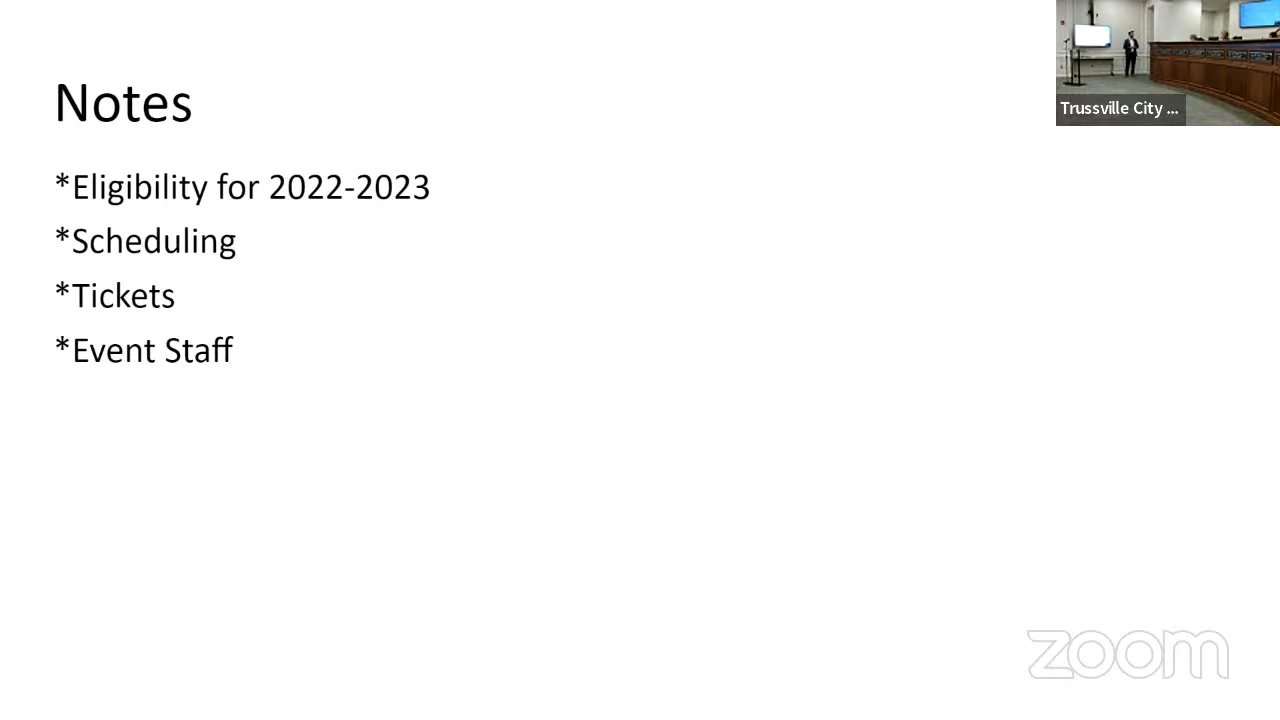 Notes
*Eligibility for 2022-2023
*Scheduling
*Tickets
*Event Staff
Trussville City ...
zoom